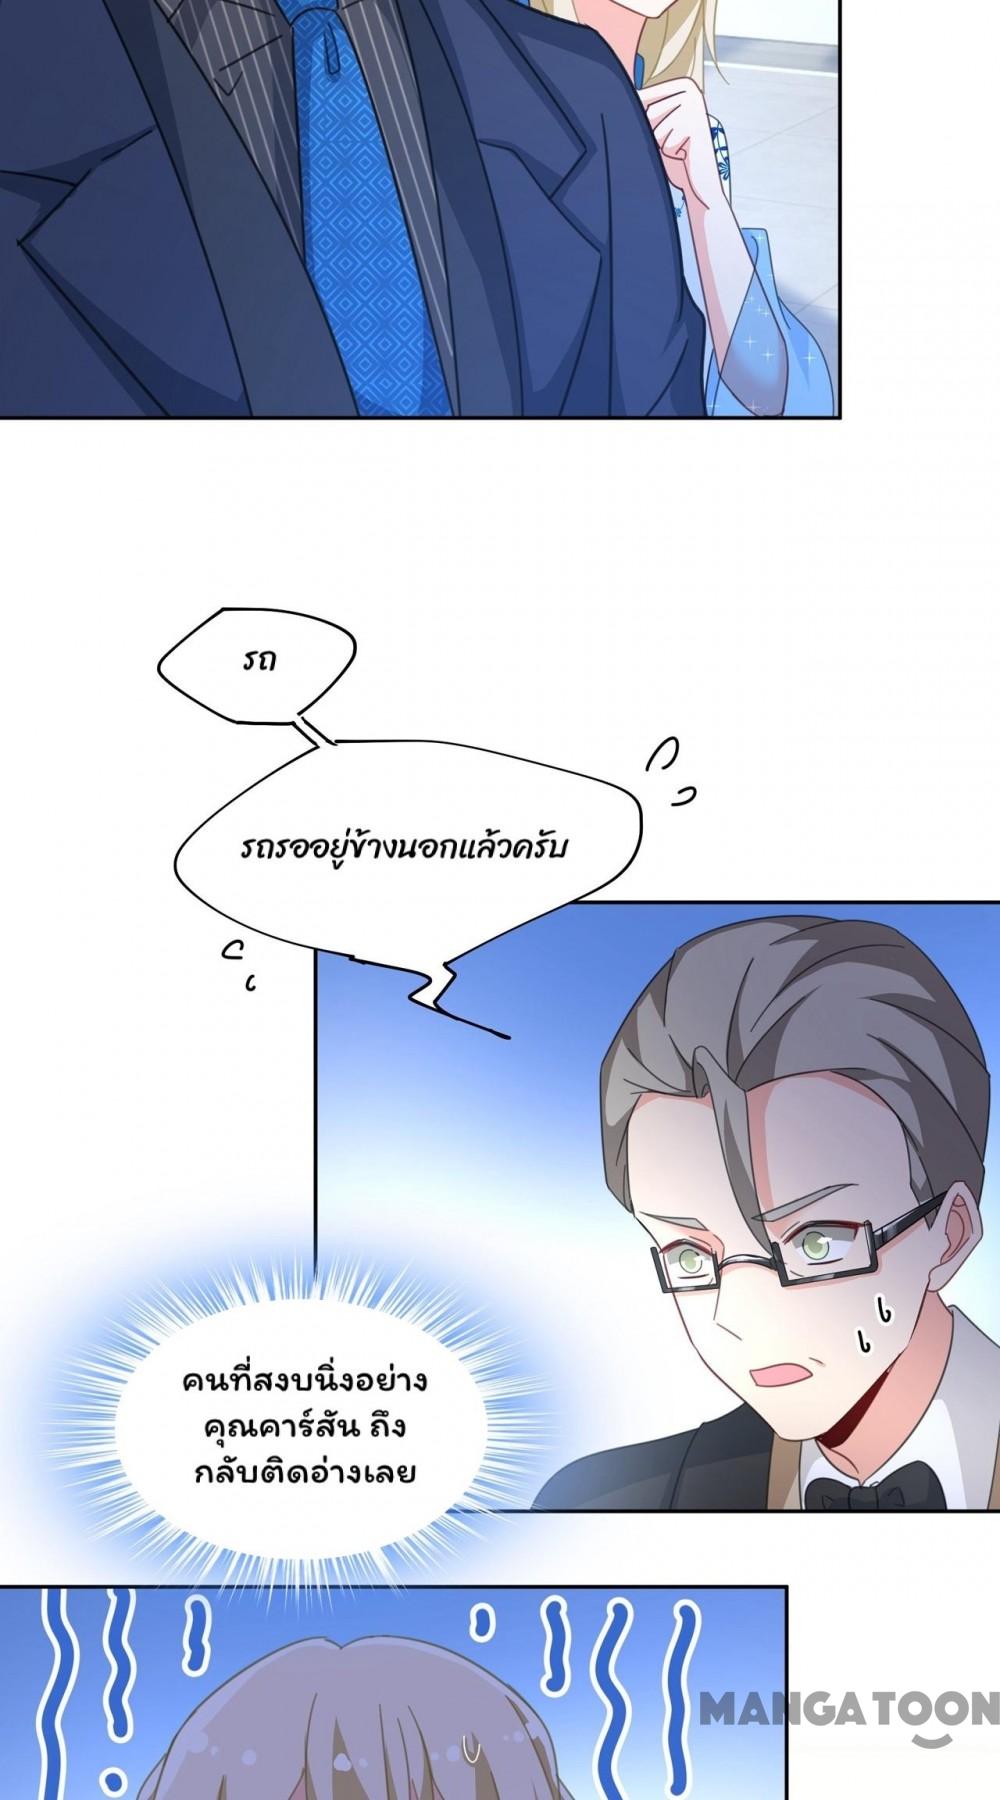 รถ
รถรออยู่ข้างนอกแล้วครับ
คนที่สงบนิ่งอย่าง
คุณคาร์สัน ถึง
กลับติดอ่างเลย
MANGATOON